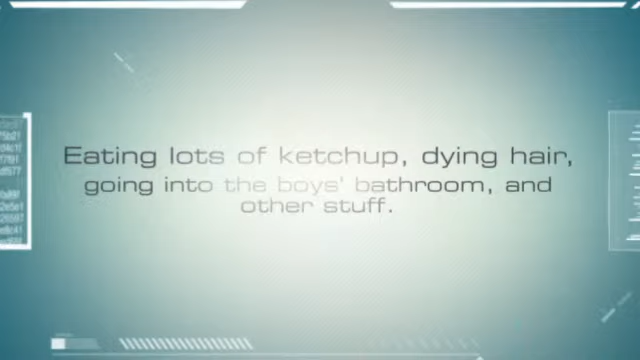 Eating lots of ketchup, dying hair,
going into the boys' bathroom, and
other stuff.